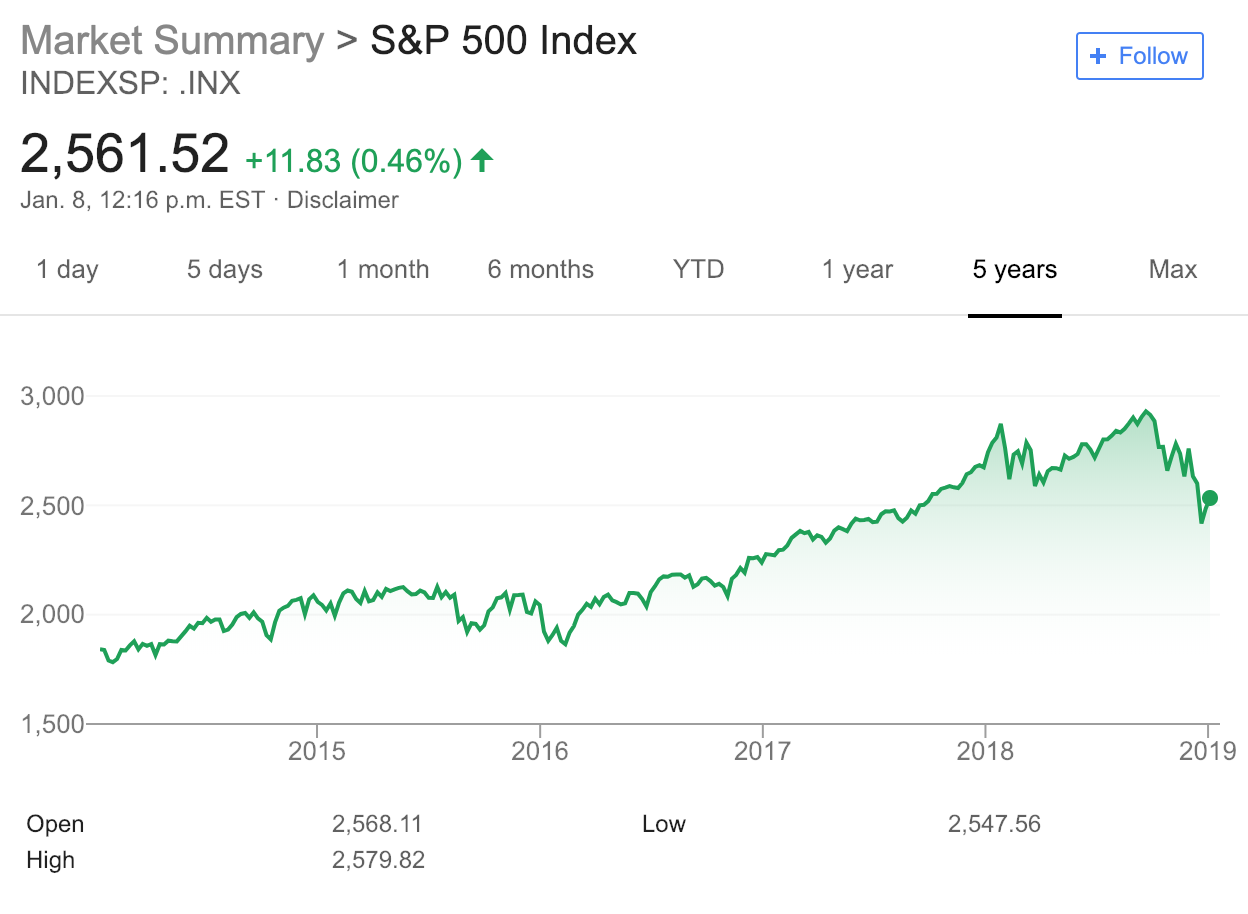 Market Summary > S&P 500 Index
INDEXSP: .INX
+ Follow
2,561.52 +11.83 (0.46%)
Jan. 8, 12:16 p.m. EST · Disclaimer
1 day 5 days 1 month 6 months YTD 1 year 5 years Max
3,000
2,500
2,000
1,500
2015 2016 2017 2018 2019
Open 2,568.11 Low 2,547.56
High 2,579.82